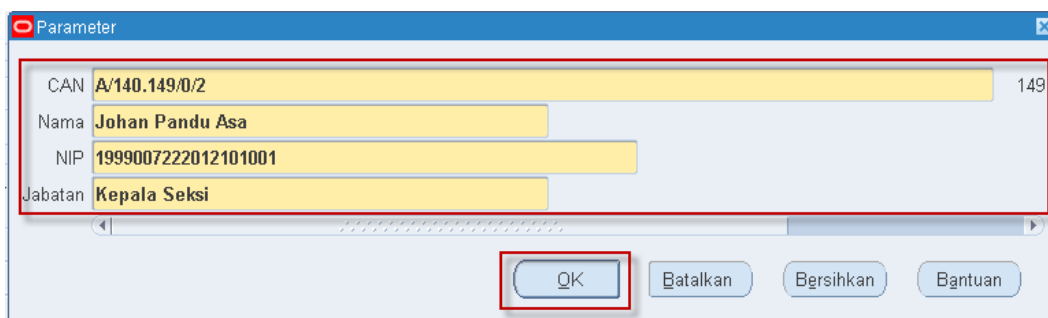 Parameter
CAN A/140.149/0/2 149
Nama Johan Pandu Asa
NIP 1999007222012101001
Jabatan Kepala Seksi
OK Batalkan Bersihkan Bantuan